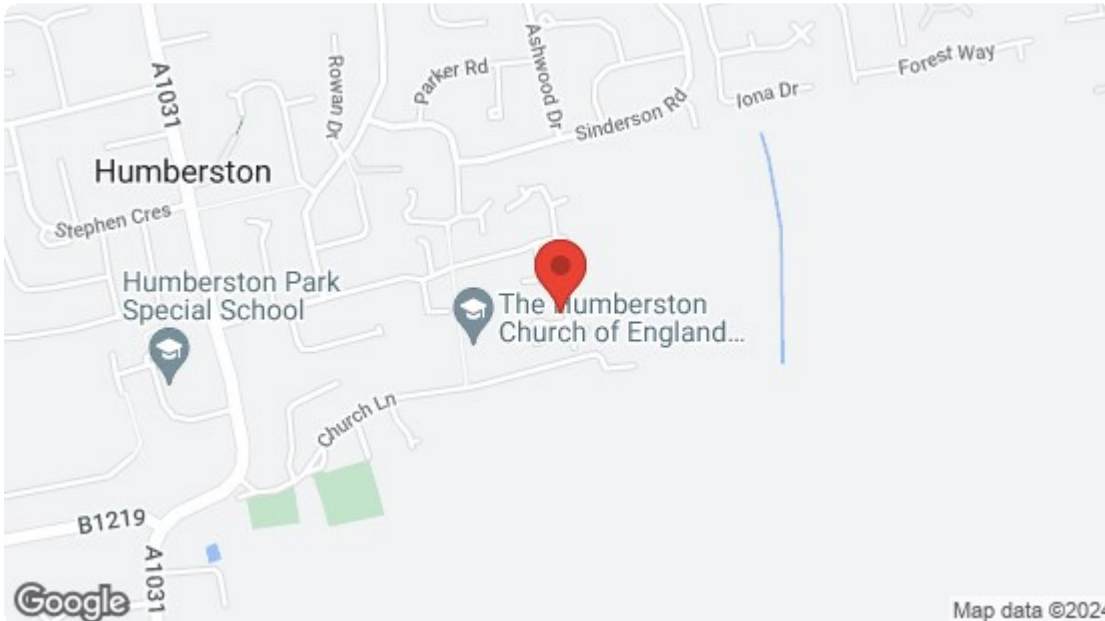 Ashwood Dr
Forest Way
Parker Rd
Rowan Dr
A1031
Iona Dr
Sinderson Rd
Humberston
Stephen Cres
Humberston Park
Special School
The Humberston
Church of England...
Church Ln
B1219
A1031
Google
Map data ©2024